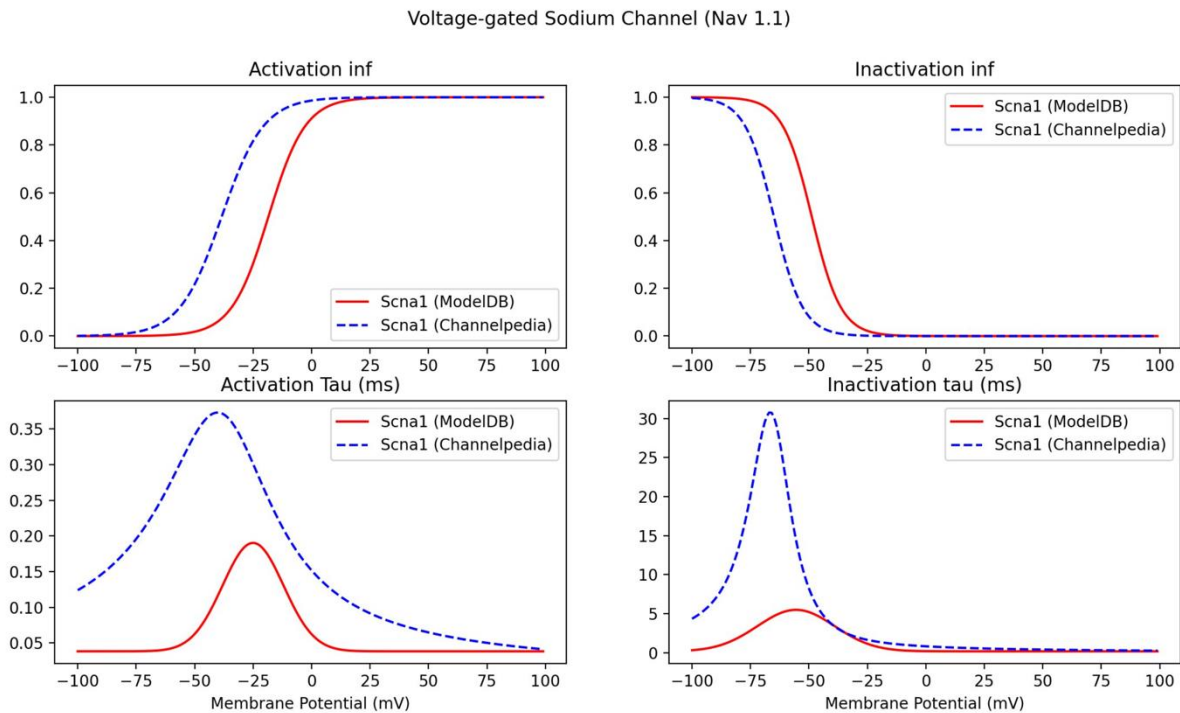 Voltage-gated Sodium Channel (Nav 1.1)
Activation inf
1.0
0.8
0.6
0.4
0.2
0.0
Scna1 (ModelDB)
Scna1 (Channelpedia)
−100 −75 −50 −25 0 25 50 75 100
Inactivation inf
1.0
0.8
0.6
0.4
0.2
0.0
Scna1 (ModelDB)
Scna1 (Channelpedia)
−100 −75 −50 −25 0 25 50 75 100
Activation Tau (ms)
0.35
0.30
0.25
0.20
0.15
0.10
0.05
Scna1 (ModelDB)
Scna1 (Channelpedia)
−100 −75 −50 −25 0 25 50 75 100
Membrane Potential (mV)
Inactivation tau (ms)
30
25
20
15
10
5
0
Scna1 (ModelDB)
Scna1 (Channelpedia)
−100 −75 −50 −25 0 25 50 75 100
Membrane Potential (mV)